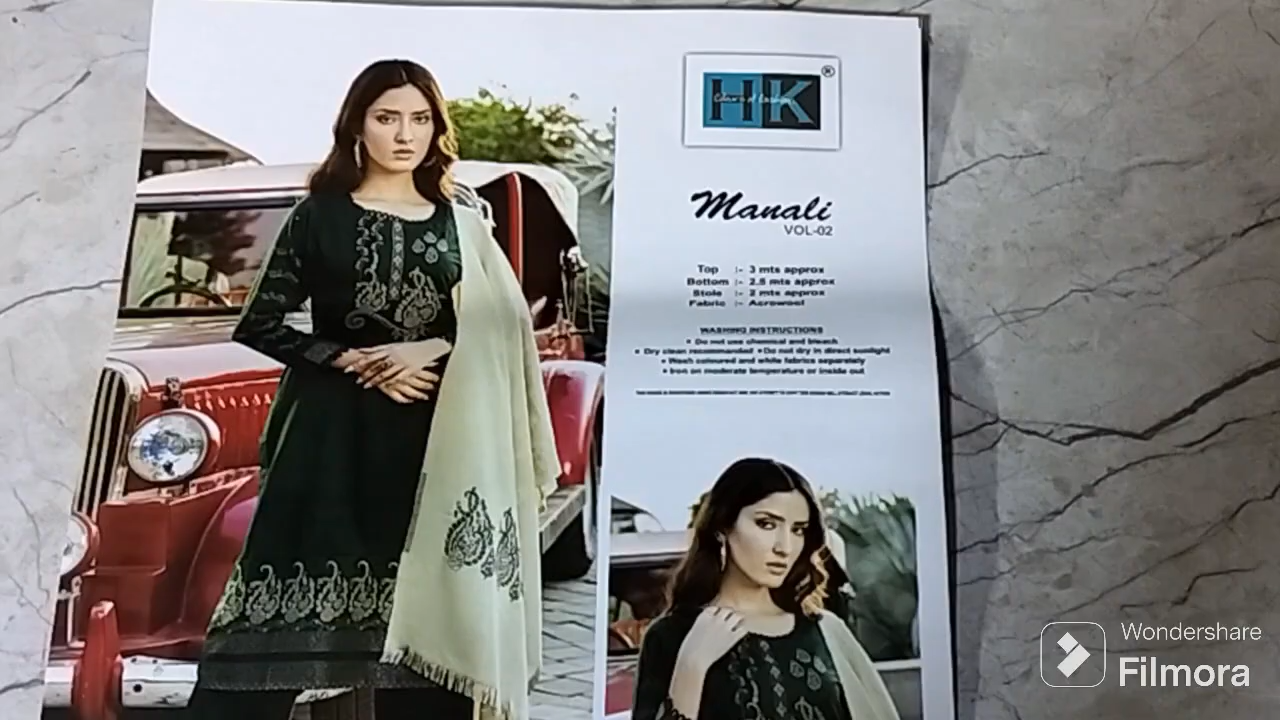 HK ®
Manali
VOL-02
Top :- 3 mts approx
Bottom :- 2.5 mts approx
Stole :- 2 mts approx
Fabric :- Acrowool
WASHING INSTRUCTIONS
• Do not use chemical and bleach
• Dry clean recommended • Do not dry in direct sunlight
• Wash coloured and white fabrics separately
• Iron on moderate temperature or inside out
Wondershare
Filmora